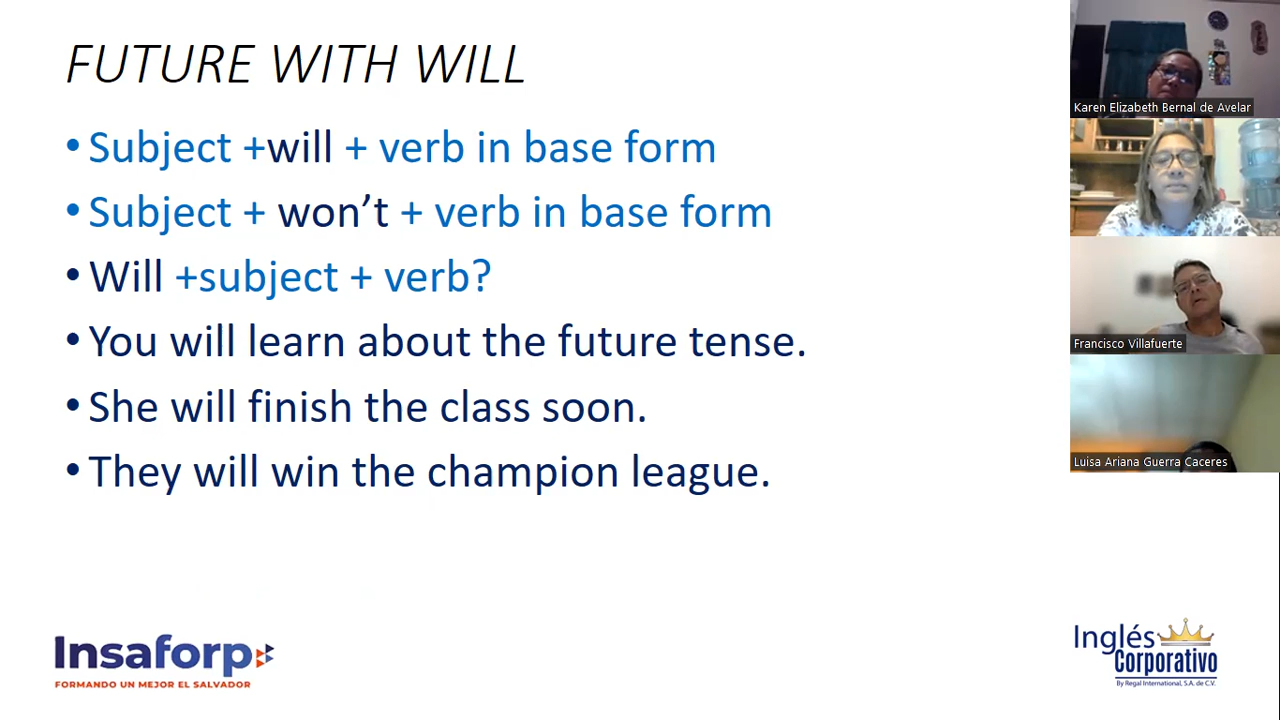 FUTURE WITH WILL
• Subject +will + verb in base form
• Subject + won’t + verb in base form
• Will +subject + verb?
• You will learn about the future tense.
• She will finish the class soon.
• They will win the champion league.
Karen Elizabeth Bernal de Avelar
Francisco Villafuerte
Luisa Ariana Guerra Caceres
Insaforp
FORMANDO UN MEJOR EL SALVADOR
Inglés
Corporativo
By Regal International, S.A. de C.V.